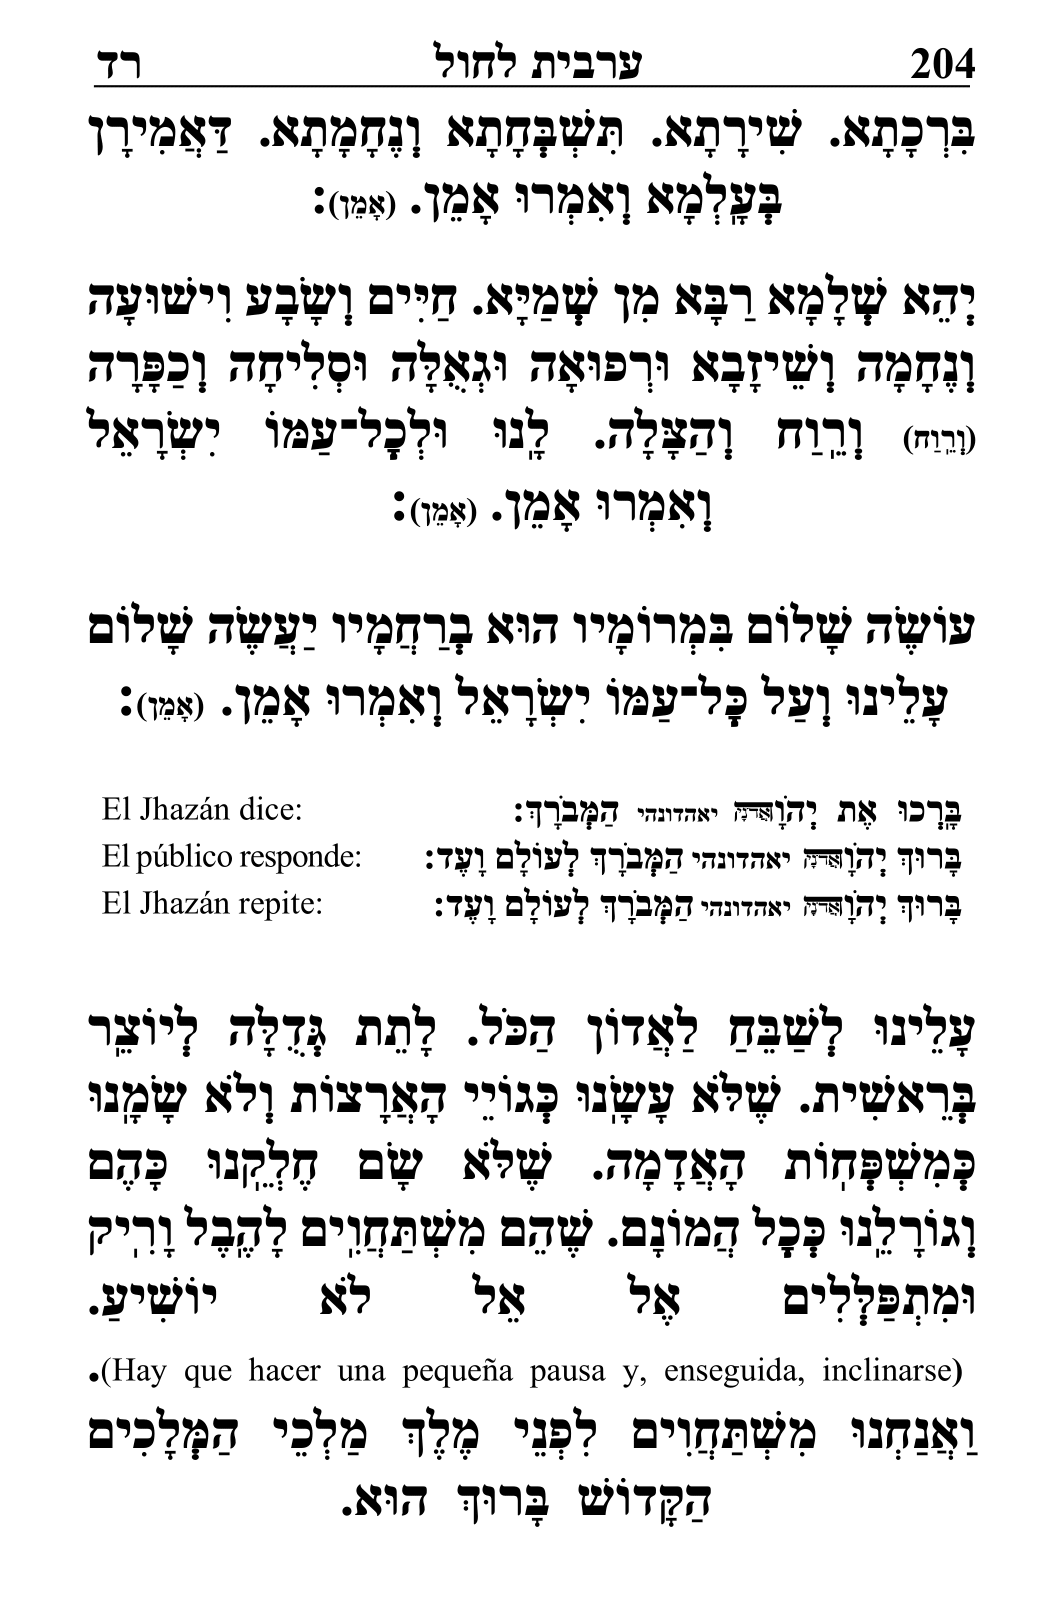 204 ערבית לחול רד
בִּרְכָתָא. שִׁירָתָא. תִּשְׁבְּחָתָא וְנֶחָמָתָא. דַּאֲמִירָן
בְּעָלְמָא וְאִמְרוּ אָמֵן. (אָמֵן):
יְהֵא שְׁלָמָא רַבָּא מִן שְׁמַיָּא. חַיִּים וְשָׂבָע וִישׁוּעָה
וְנֶחָמָה וְשֵׁיזָבָא וּרְפוּאָה וּגְאֻלָּה וּסְלִיחָה וְכַפָּרָה
(וְרֵוַח) וְרֵוַח וְהַצָּלָה. לָנוּ וּלְכָל־עַמּוֹ יִשְׂרָאֵל
וְאִמְרוּ אָמֵן. (אָמֵן):
עוֹשֶׂה שָׁלוֹם בִּמְרוֹמָיו הוּא בְרַחֲמָיו יַעֲשֶׂה שָׁלוֹם
עָלֵינוּ וְעַל כָּל־עַמּוֹ יִשְׂרָאֵל וְאִמְרוּ אָמֵן. (אָמֵן):
El Jhazán dice: בָּרְכוּ אֶת יְהֹוָה אֲדֹנָי יאהדונהי הַמְּבֹרָךְ:
El público responde: בָּרוּךְ יְהֹוָה אֲדֹנָי יאהדונהי הַמְּבֹרָךְ לְעוֹלָם וָעֶד:
El Jhazán repite: בָּרוּךְ יְהֹוָה אֲדֹנָי יאהדונהי הַמְּבֹרָךְ לְעוֹלָם וָעֶד:
עָלֵינוּ לְשַׁבֵּחַ לַאֲדוֹן הַכֹּל. לָתֵת גְּדֻלָּה לְיוֹצֵר
בְּרֵאשִׁית. שֶׁלֹּא עָשָׂנוּ כְּגוֹיֵי הָאֲרָצוֹת וְלֹא שָׂמָנוּ
כְּמִשְׁפְּחוֹת הָאֲדָמָה. שֶׁלֹּא שָׂם חֶלְקֵנוּ כָּהֶם
וְגוֹרָלֵנוּ כְּכָל הֲמוֹנָם. שֶׁהֵם מִשְׁתַּחֲוִים לָהֶבֶל וָרִיק
וּמִתְפַּלְּלִים אֶל אֵל לֹא יוֹשִׁיעַ.
.(Hay que hacer una pequeña pausa y, enseguida, inclinarse)
וַאֲנַחְנוּ מִשְׁתַּחֲוִים לִפְנֵי מֶלֶךְ מַלְכֵי הַמְּלָכִים
הַקָּדוֹשׁ בָּרוּךְ הוּא.